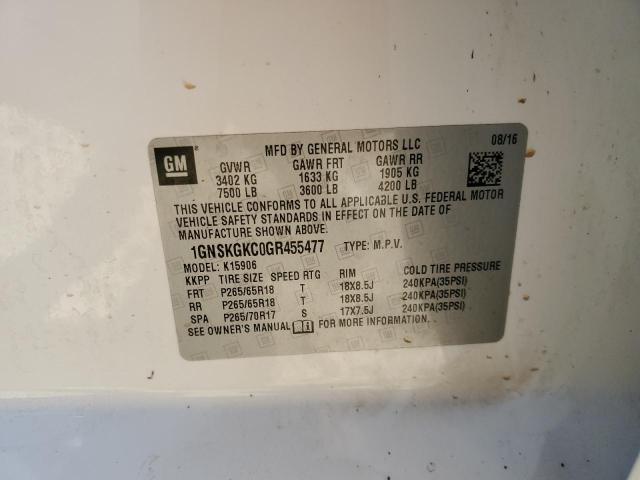 GM
MFD BY GENERAL MOTORS LLC 08/16
GVWR GAWR FRT GAWR RR
3402 KG 1633 KG 1905 KG
7500 LB 3600 LB 4200 LB
THIS VEHICLE CONFORMS TO ALL APPLICABLE U.S. FEDERAL MOTOR
VEHICLE SAFETY STANDARDS IN EFFECT ON THE DATE OF
MANUFACTURE SHOWN ABOVE.
1GNSKGKC0GR455477 TYPE: M.P.V.
MODEL: K15906
KKPP TIRE SIZE SPEED RTG RIM COLD TIRE PRESSURE
FRT P265/65R18 T 18X8.5J 240KPA(35PSI)
RR P265/65R18 T 18X8.5J 240KPA(35PSI)
SPA P265/70R17 S 17X7.5J 240KPA(35PSI)
SEE OWNER'S MANUAL FOR MORE INFORMATION.